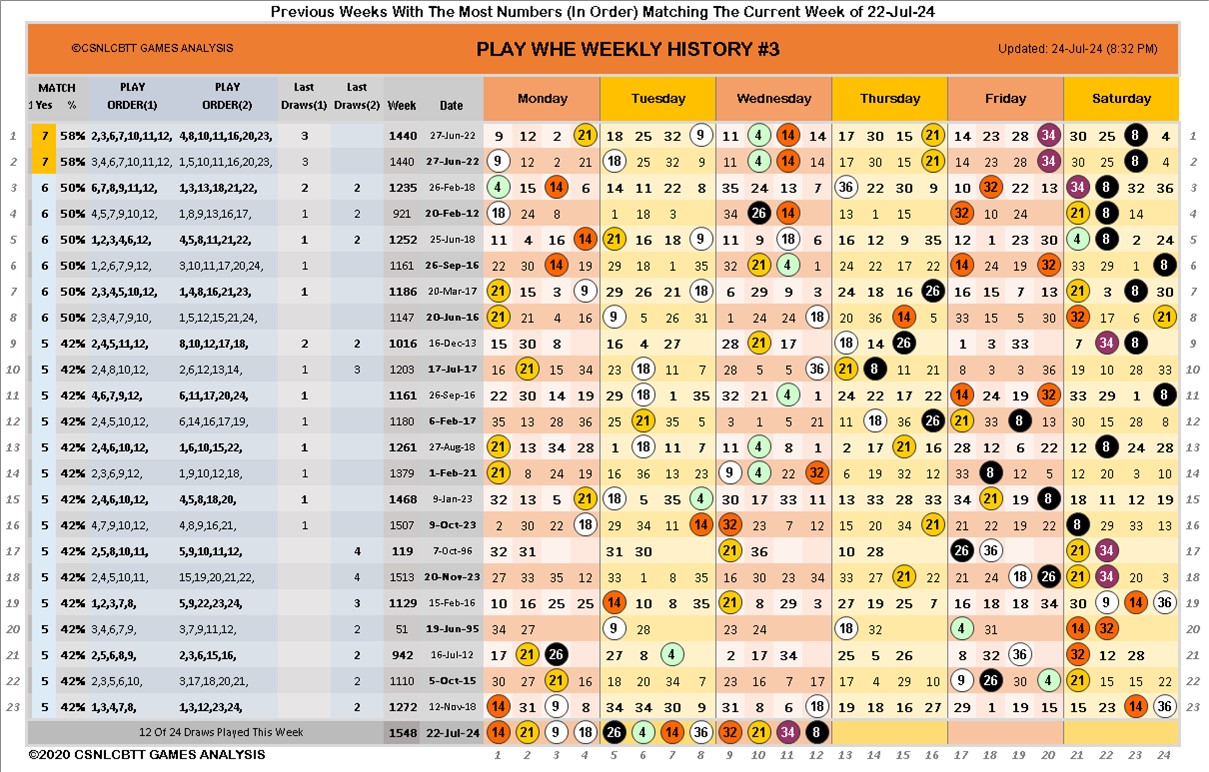 Previous Weeks With The Most Numbers (In Order) Matching The Current Week of 22-Jul-24
©CSNLCBTT GAMES ANALYSIS PLAY WHE WEEKLY HISTORY #3 Updated: 24-Jul-24 (8:32 PM)
MATCH PLAY PLAY Last Last
Yes % ORDER(1) ORDER(2) Draws(1) Draws(2) Week Date Monday Tuesday Wednesday Thursday Friday Saturday
1 7 58% 2,3,6,7,10,11,12, 4,8,10,11,16,20,23, 3 1440 27-Jun-22 9 12 2 21 18 25 32 9 11 4 14 14 17 30 15 21 14 23 28 34 30 25 8 4 1
2 7 58% 3,4,6,7,10,11,12, 1,5,10,11,16,20,23, 3 1440 27-Jun-22 9 12 2 21 18 25 32 9 11 4 14 14 17 30 15 21 14 23 28 34 30 25 8 4 2
3 6 50% 6,7,8,9,11,12, 1,3,13,18,21,22, 2 2 1235 26-Feb-18 4 15 14 6 14 11 22 8 35 24 13 7 36 22 30 9 10 32 22 13 34 8 32 36 3
4 6 50% 4,5,7,9,10,12, 1,8,9,13,16,17, 1 2 921 20-Feb-12 18 24 8 1 18 3 34 26 14 13 1 15 32 10 24 21 8 14 4
5 6 50% 1,2,3,4,6,12, 4,5,8,11,21,22, 1 2 1252 25-Jun-18 11 4 16 14 21 16 18 9 11 9 18 6 16 12 9 35 12 1 23 30 4 8 2 24 5
6 6 50% 1,2,6,7,9,12, 3,10,11,17,20,24, 1 1161 26-Sep-16 22 30 14 19 29 18 1 35 32 21 4 1 24 22 17 22 14 24 19 32 33 29 1 8 6
7 6 50% 2,3,4,5,10,12, 1,4,8,16,21,23, 1 1186 20-Mar-17 21 15 3 9 29 26 21 18 6 29 9 3 24 18 16 26 16 15 7 13 21 3 8 30 7
8 6 50% 2,3,4,7,9,10, 1,5,12,15,21,24, 1147 20-Jun-16 21 21 4 16 9 5 26 31 1 24 24 18 20 36 14 5 33 15 5 30 32 17 6 21 8
9 5 42% 2,4,5,11,12, 8,10,12,17,18, 2 2 1016 16-Dec-13 15 30 8 16 4 27 28 21 17 18 14 26 1 3 33 7 34 8 9
10 5 42% 2,4,8,10,12, 2,6,12,13,14, 3 1203 17-Jul-17 16 21 15 34 23 18 11 7 28 5 5 36 21 8 11 21 8 3 3 36 19 10 28 33 10
11 5 42% 4,6,7,9,12, 6,11,17,20,24, 1 1161 26-Sep-16 22 30 14 19 29 18 1 35 32 21 4 1 24 22 17 22 14 24 19 32 33 29 1 8 11
12 5 42% 2,4,5,10,12, 6,14,16,17,19, 1 1180 6-Feb-17 35 13 28 36 25 21 35 5 3 1 5 21 11 18 36 26 21 33 8 13 30 15 28 8 12
13 5 42% 2,4,6,10,12, 1,6,10,15,22, 1 1261 27-Aug-18 21 13 34 28 1 18 11 7 11 4 8 1 2 17 21 16 28 12 6 22 12 8 24 28 13
14 5 42% 2,3,6,9,12, 1,9,10,12,18, 1 1379 1-Feb-21 21 8 24 19 16 36 13 23 9 4 22 32 6 19 32 12 33 8 12 5 12 20 3 10 14
15 5 42% 2,4,6,10,12, 4,5,8,18,20, 1 1468 9-Jan-23 32 13 5 21 18 5 35 4 30 17 33 11 13 33 28 33 34 21 19 8 18 11 12 19 15
16 5 42% 4,7,9,10,12, 4,8,9,16,21, 1 1507 9-Oct-23 2 30 22 18 29 34 11 14 32 23 7 12 15 20 34 21 21 22 19 22 8 29 33 13 16
17 5 42% 2,5,8,10,11, 5,9,10,11,12, 4 119 7-Oct-96 32 31 31 30 21 36 10 28 26 36 21 34 17
18 5 42% 2,4,5,10,11, 15,19,20,21,22, 4 1513 20-Nov-23 27 33 35 12 33 1 8 35 16 30 23 34 33 27 21 22 21 24 18 26 21 34 20 3 18
19 5 42% 1,2,3,7,8, 5,9,22,23,24, 3 1129 15-Feb-16 10 16 25 25 14 10 8 35 21 8 29 3 27 19 25 7 16 18 18 34 30 9 14 36 19
20 5 42% 3,4,6,7,9, 3,7,9,11,12, 2 51 19-Jun-95 34 27 9 28 23 24 18 32 4 31 14 32 20
21 5 42% 2,5,6,8,9, 2,3,6,15,16, 2 942 16-Jul-12 17 21 26 27 8 4 2 17 34 25 5 26 8 32 36 32 12 28 21
22 5 42% 2,3,5,6,10, 3,17,18,20,21, 2 1110 5-Oct-15 30 27 21 16 18 20 34 7 23 16 7 17 17 4 29 10 9 26 30 4 21 15 15 22 22
23 5 42% 1,3,4,7,8, 1,3,12,23,24, 2 1272 12-Nov-18 14 31 9 8 34 34 30 9 31 8 6 18 19 18 16 27 29 1 19 15 15 23 14 36 23
12 Of 24 Draws Played This Week 1548 22-Jul-24 14 21 9 18 26 4 14 36 32 21 34 8
©2020 CSNLCBTT GAMES ANALYSIS 1 2 3 4 5 6 7 8 9 10 11 12 13 14 15 16 17 18 19 20 21 22 23 24